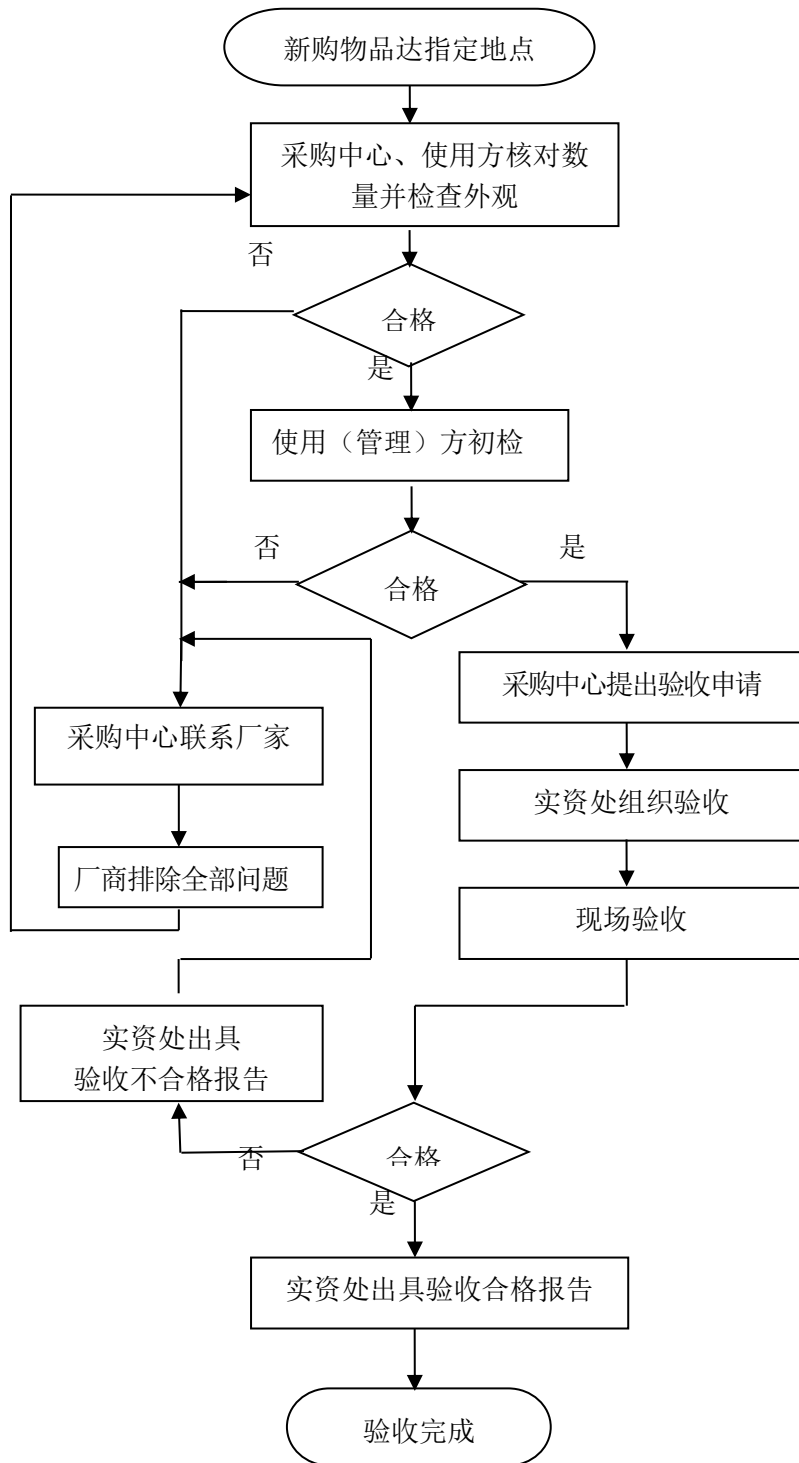 新购物品达指定地点
采购中心、使用方核对数
量并检查外观
否
合格
是
使用（管理）方初检
否
是
合格
采购中心提出验收申请
采购中心联系厂家
实资处组织验收
厂商排除全部问题
现场验收
实资处出具
验收不合格报告
否
合格
是
实资处出具验收合格报告
验收完成